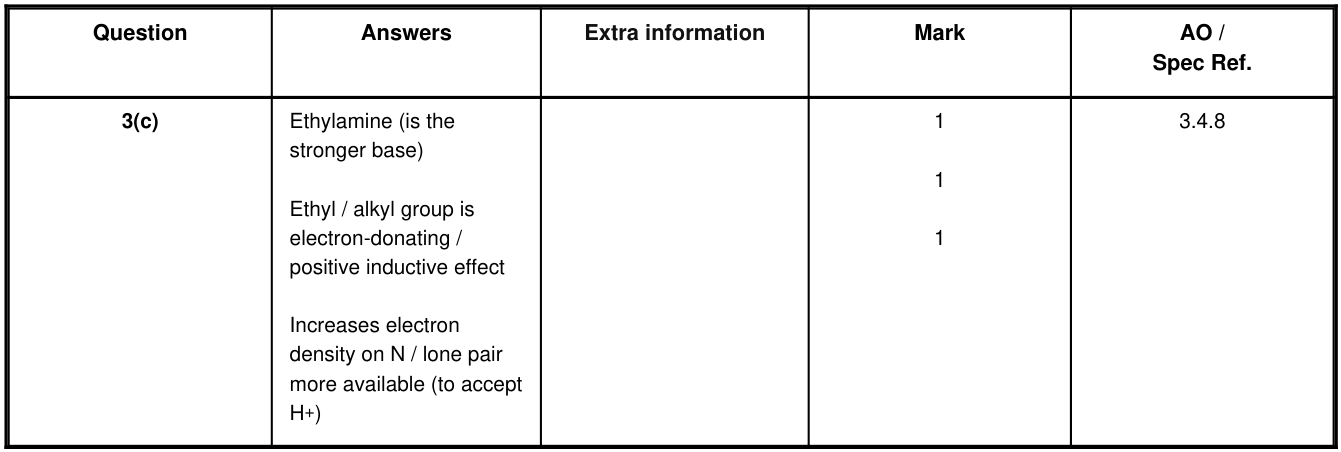 Question Answers Extra information Mark AO /
Spec Ref.
3(c) Ethylamine (is the 1 3.4.8
stronger base)
1
Ethyl / alkyl group is
electron-donating / 1
positive inductive effect
Increases electron
density on N / lone pair
more available (to accept
H+)